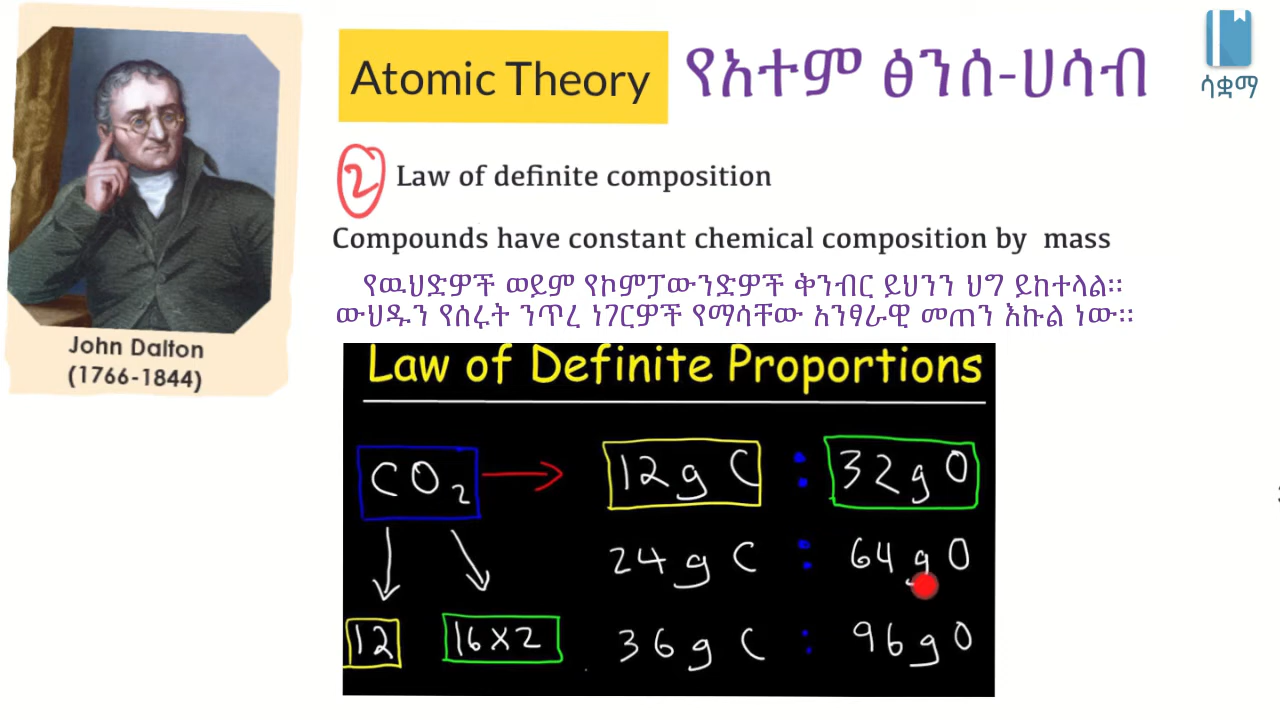 Atomic Theory የአተም ፅንሰ-ሀሳብ
ሳቋማ
2 Law of definite composition
Compounds have constant chemical composition by mass
የዉህድዎች ወይም የኮምፓውንድዎች ቅንብር ይህንን ህግ ይከተላል፡፡
ውህዱን የሰሩት ንጥረ ነገርዎች የማሳቸው አንፃራዊ መጠን እኩል ነው፡፡
John Dalton
(1766-1844)
Law of Definite Proportions
CO₂ → 12g C : 32g O
24g C : 64g O
12 16x2 36g C : 96g O